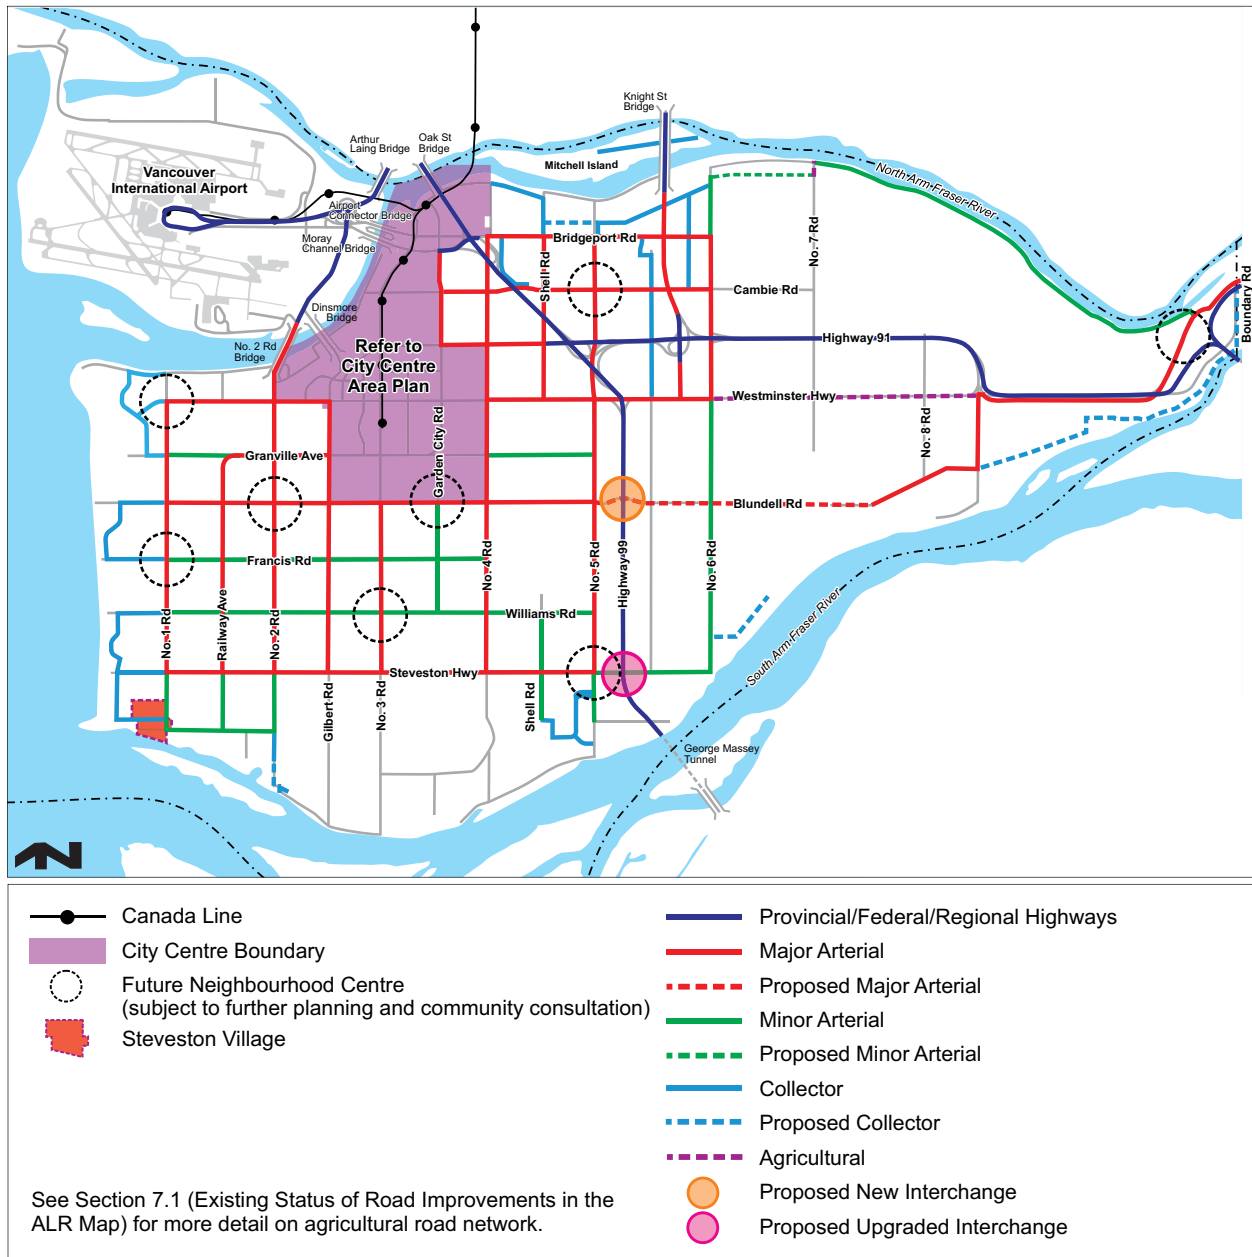 Knight St
Bridge
Arthur
Laing Bridge
Oak St
Bridge
Mitchell Island
Vancouver
International Airport
North Arm Fraser River
Airport
Connector Bridge
Moray
Channel Bridge
Bridgeport Rd
No. 7 Rd
Shell Rd
Cambie Rd
Boundary Rd
Dinsmore
Bridge
No. 2 Rd
Bridge
Refer to
City Centre
Area Plan
Highway 91
Westminster Hwy
No. 8 Rd
Garden City Rd
Granville Ave
Blundell Rd
Francis Rd
No. 4 Rd
No. 5 Rd
Highway 99
No. 6 Rd
Williams Rd
No. 1 Rd
Railway Ave
No. 2 Rd
South Arm Fraser River
Steveston Hwy
Gilbert Rd
No. 3 Rd
Shell Rd
George Massey
Tunnel
N
Canada Line
City Centre Boundary
Future Neighbourhood Centre
(subject to further planning and community consultation)
Steveston Village
See Section 7.1 (Existing Status of Road Improvements in the
ALR Map) for more detail on agricultural road network.
Provincial/Federal/Regional Highways
Major Arterial
Proposed Major Arterial
Minor Arterial
Proposed Minor Arterial
Collector
Proposed Collector
Agricultural
Proposed New Interchange
Proposed Upgraded Interchange